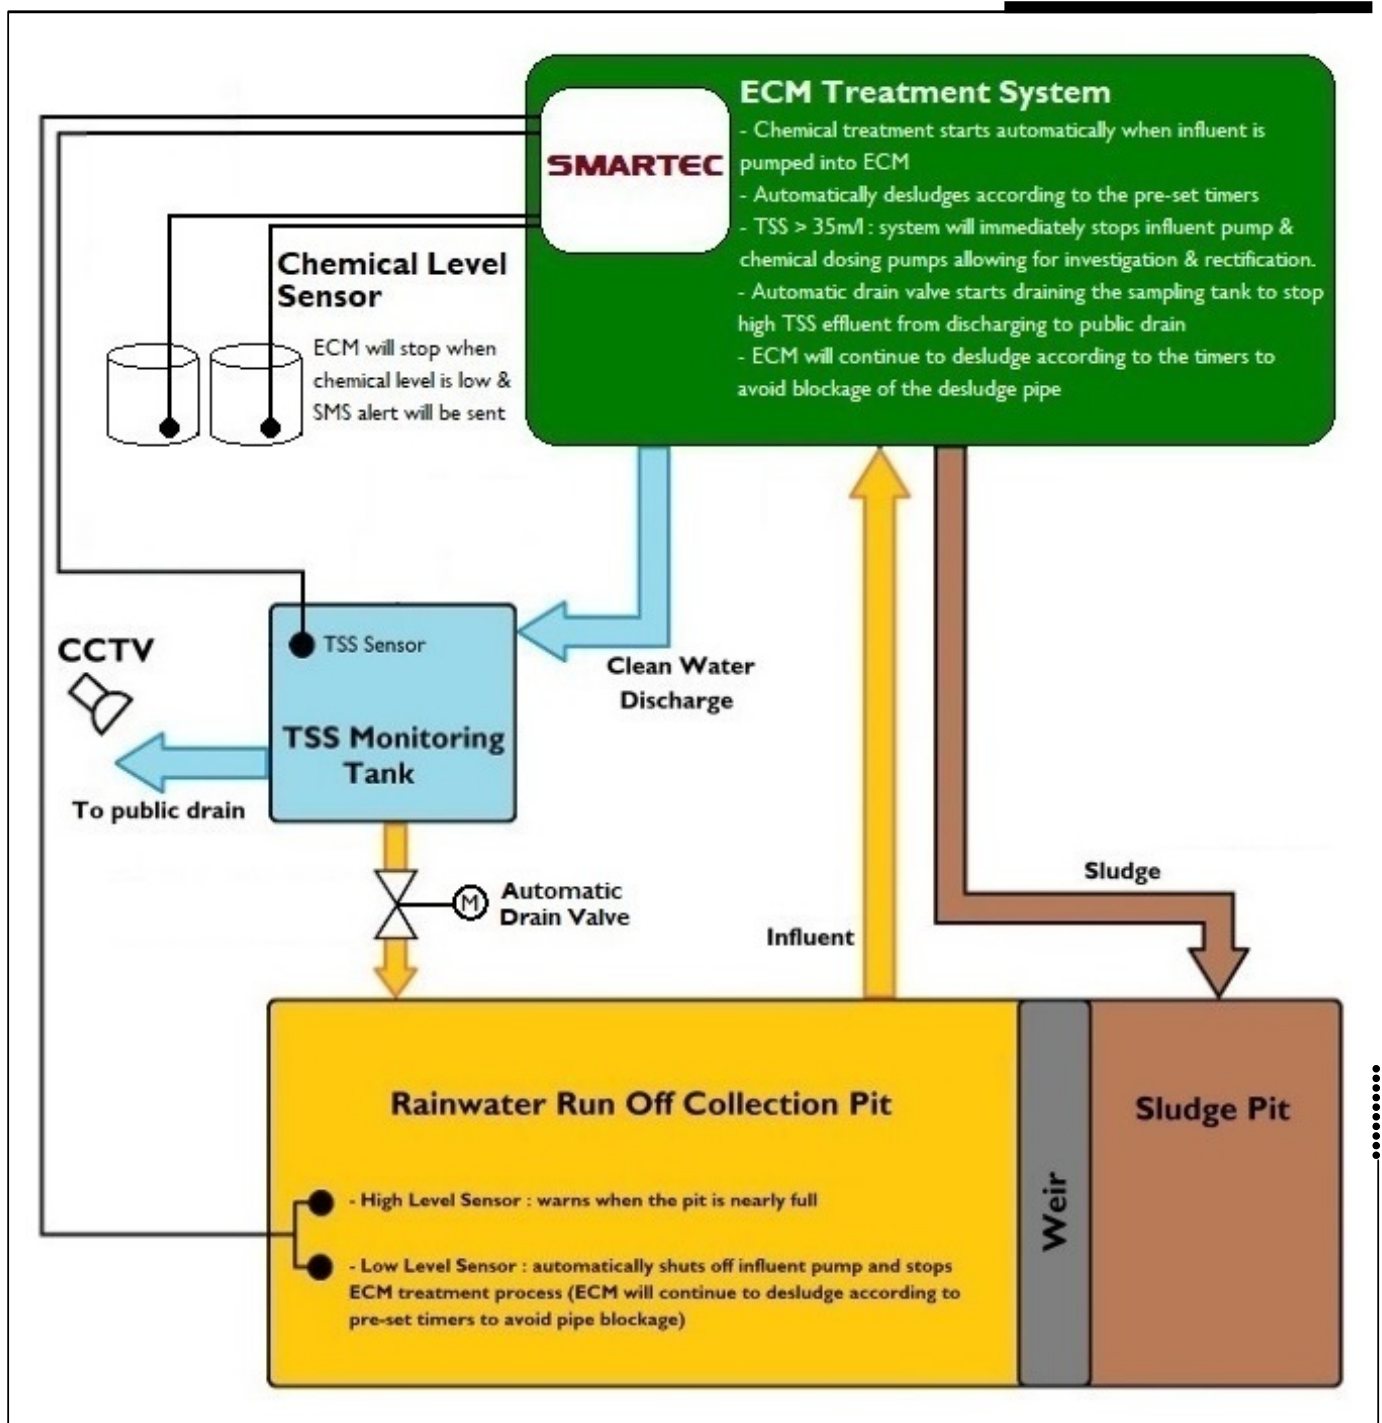 ECM Treatment System
SMARTEC
- Chemical treatment starts automatically when influent is
pumped into ECM
- Automatically desludges according to the pre-set timers
- TSS > 35m/l : system will immediately stops influent pump &
chemical dosing pumps allowing for investigation & rectification.
- Automatic drain valve starts draining the sampling tank to stop
high TSS effluent from discharging to public drain
- ECM will continue to desludge according to the timers to
avoid blockage of the desludge pipe
Chemical Level
Sensor
ECM will stop when
chemical level is low &
SMS alert will be sent
CCTV
TSS Sensor
TSS Monitoring
Tank
Clean Water
Discharge
To public drain
Automatic
Drain Valve
M
Influent
Sludge
Rainwater Run Off Collection Pit
Sludge Pit
Weir
- High Level Sensor : warns when the pit is nearly full
- Low Level Sensor : automatically shuts off influent pump and stops
ECM treatment process (ECM will continue to desludge according to
pre-set timers to avoid pipe blockage)